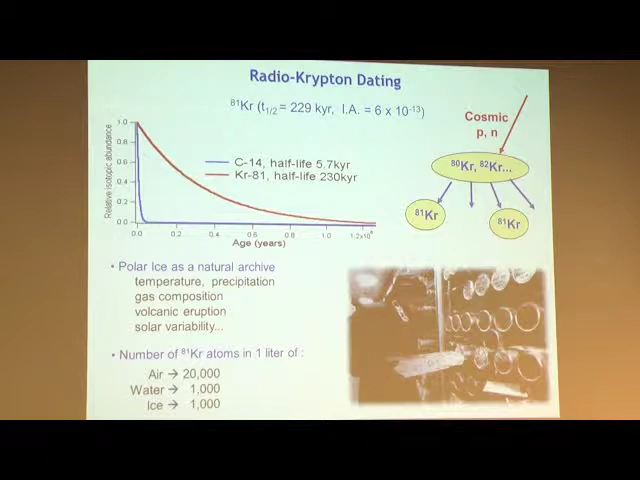 Radio-Krypton Dating
⁸¹Kr (t₁/₂ = 229 kyr, I.A. = 6 x 10⁻¹³)
Cosmic
p, n
⁸⁰Kr, ⁸²Kr...
⁸¹Kr
⁸¹Kr
Relative isotopic abundance
1.0
0.8
0.6
0.4
0.2
0.0
C-14, half-life 5.7kyr
Kr-81, half-life 230kyr
0.0 0.2 0.4 0.6 0.8 1.0 1.2x10⁶
Age (years)
• Polar Ice as a natural archive
temperature, precipitation
gas composition
volcanic eruption
solar variability...
• Number of ⁸¹Kr atoms in 1 liter of :
Air → 20,000
Water → 1,000
Ice → 1,000